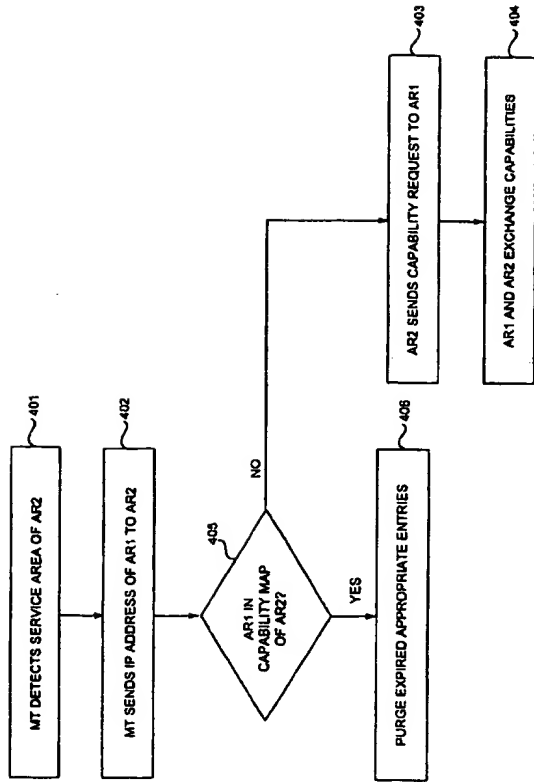 401
MT DETECTS SERVICE AREA OF AR2
402
MT SENDS IP ADDRESS OF AR1 TO AR2
405
AR1 IN
CAPABILITY MAP
OF AR2?
NO
YES
403
AR2 SENDS CAPABILITY REQUEST TO AR1
404
AR1 AND AR2 EXCHANGE CAPABILITIES
406
PURGE EXPIRED APPROPRIATE ENTRIES